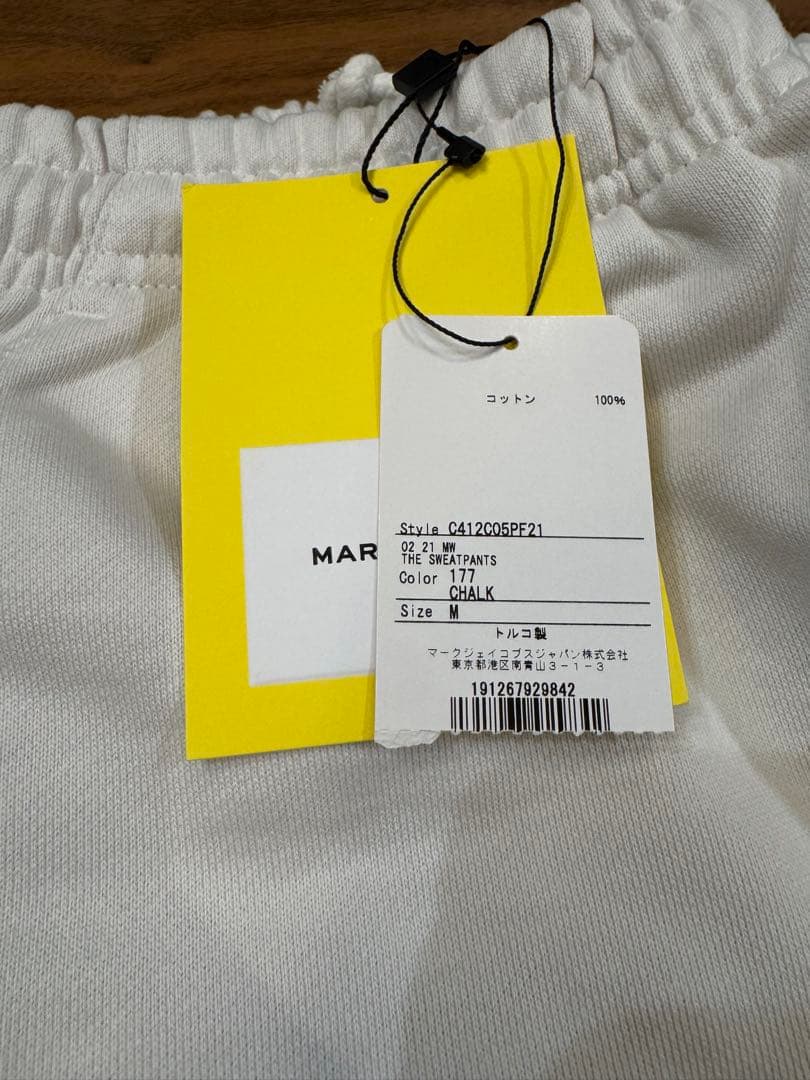 MAR
コットン 100%
Style C412C05PF21
02 21 MW
THE SWEATPANTS
Color 177
CHALK
Size M
トルコ製
マークジェイコブスジャパン株式会社
東京都港区南青山3-1-3
191267929842